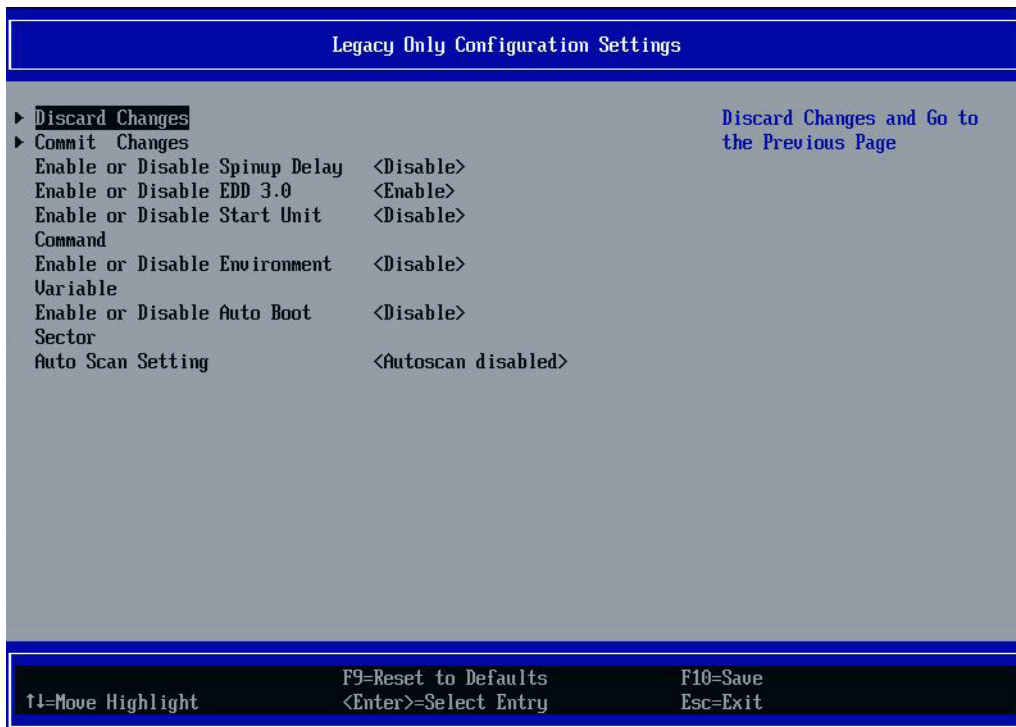 Legacy Only Configuration Settings
Discard Changes
Discard Changes and Go to
Commit Changes
the Previous Page
Enable or Disable Spinup Delay <Disable>
Enable or Disable EDD 3.0 <Enable>
Enable or Disable Start Unit <Disable>
Command
Enable or Disable Environment <Disable>
Variable
Enable or Disable Auto Boot <Disable>
Sector
Auto Scan Setting <Autoscan disabled>
F9=Reset to Defaults F10=Save
↑↓=Move Highlight <Enter>=Select Entry Esc=Exit